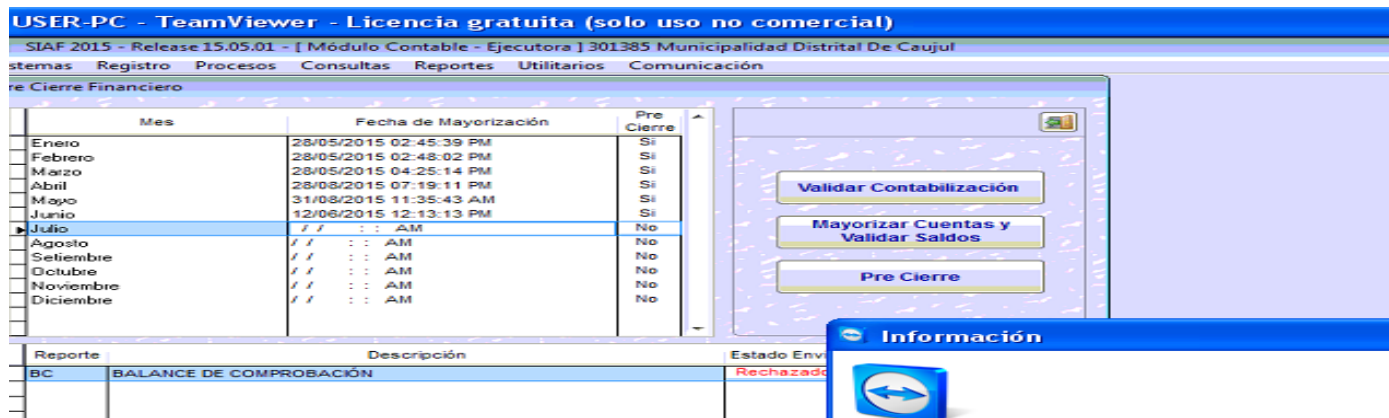 USER-PC - TeamViewer - Licencia gratuita (solo uso no comercial)
SIAF 2015 - Release 15.05.01 - [ Módulo Contable - Ejecutora ] 301385 Municipalidad Distrital De Caujul
stemas Registro Procesos Consultas Reportes Utilitarios Comunicación
re Cierre Financiero
Mes Fecha de Mayorización Pre Cierre
Enero 28/05/2015 02:45:39 PM Si
Febrero 28/05/2015 02:48:02 PM Si
Marzo 28/05/2015 04:25:14 PM Si
Abril 28/08/2015 07:19:11 PM Si
Mayo 31/08/2015 11:35:43 AM Si
Junio 12/06/2015 12:13:13 PM Si
Julio / / : : AM No
Agosto / / : : AM No
Setiembre / / : : AM No
Octubre / / : : AM No
Noviembre / / : : AM No
Diciembre / / : : AM No
Validar Contabilización
Mayorizar Cuentas y
Validar Saldos
Pre Cierre
Información
Reporte Descripción Estado Envi
BC BALANCE DE COMPROBACIÓN Rechazado